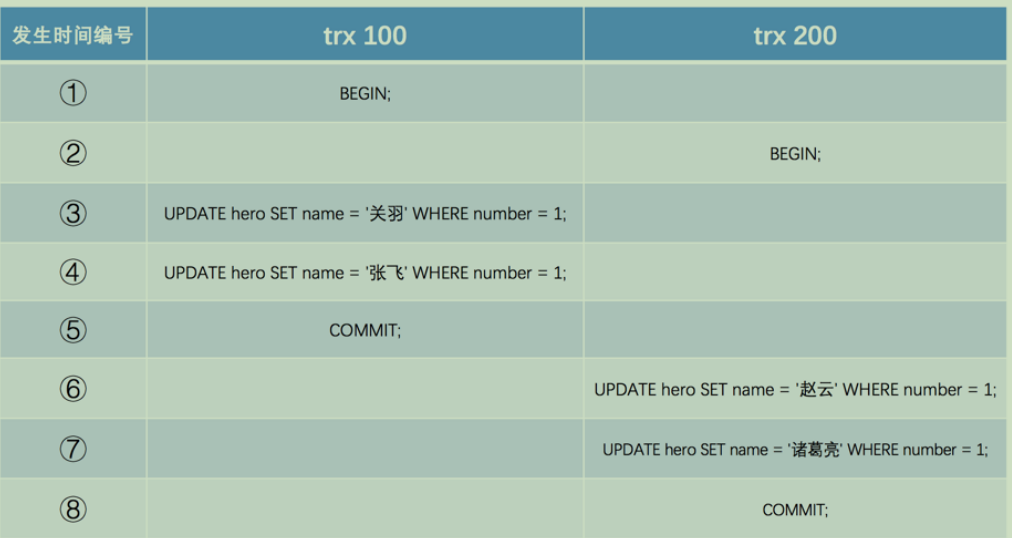 发生时间编号 trx 100 trx 200
① BEGIN;
② BEGIN;
③ UPDATE hero SET name = '关羽' WHERE number = 1;
④ UPDATE hero SET name = '张飞' WHERE number = 1;
⑤ COMMIT;
⑥ UPDATE hero SET name = '赵云' WHERE number = 1;
⑦ UPDATE hero SET name = '诸葛亮' WHERE number = 1;
⑧ COMMIT;